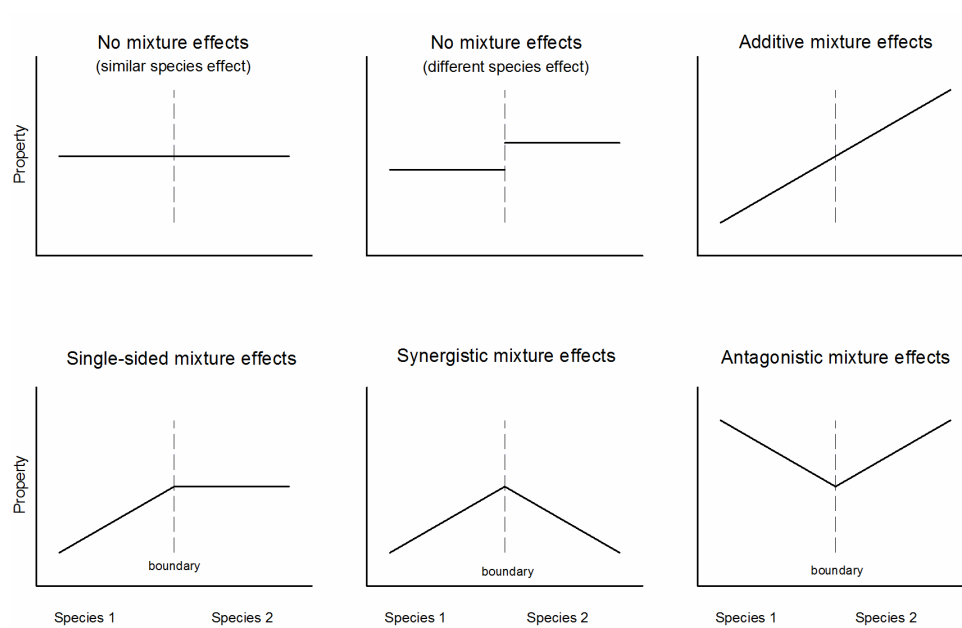 No mixture effects
(similar species effect)
No mixture effects
(different species effect)
Additive mixture effects
Property
Single-sided mixture effects
Synergistic mixture effects
Antagonistic mixture effects
Property
boundary
boundary
boundary
Species 1
Species 2
Species 1
Species 2
Species 1
Species 2